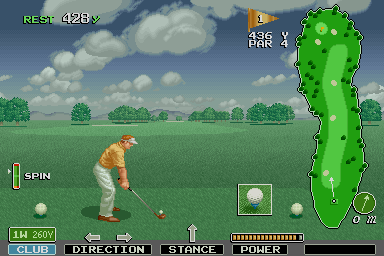 REST 428Y
1
436 Y
PAR 4
SPIN
0 m
1W 260Y
CLUB DIRECTION STANCE POWER